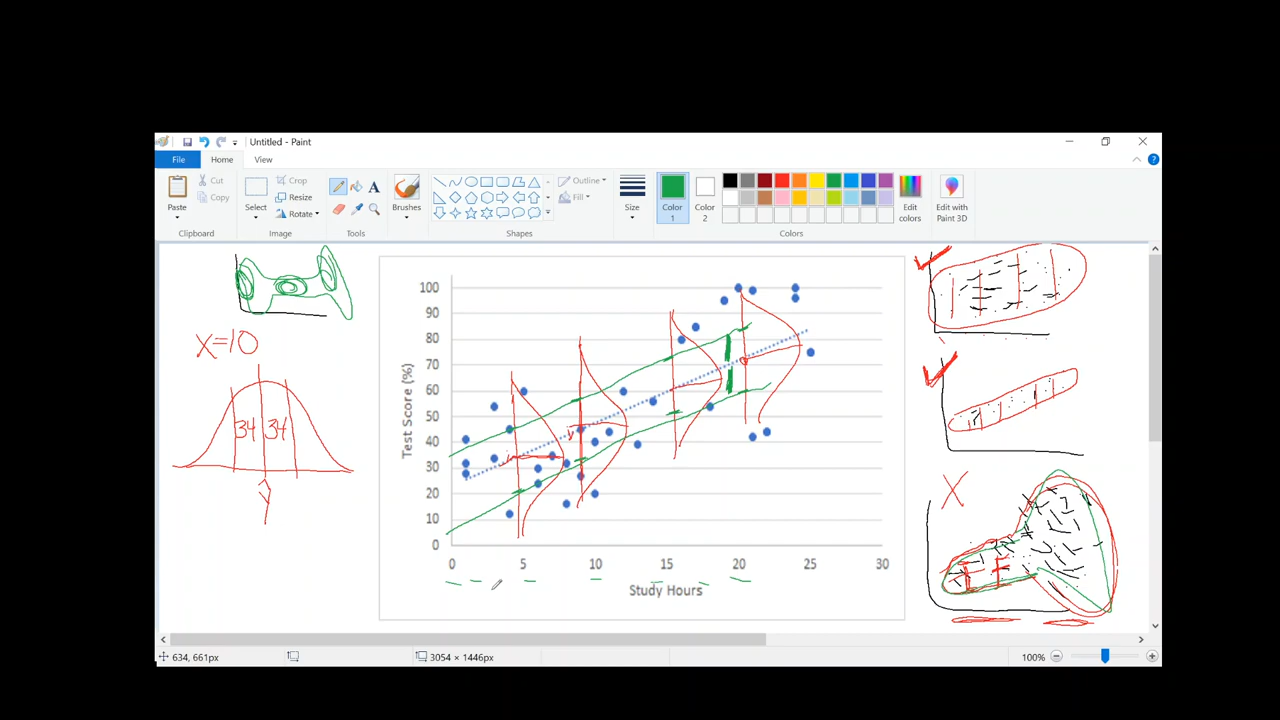 Untitled - Paint
File Home View
Paste
Cut
Copy
Clipboard
Select
Crop
Resize
Rotate
Image
A
Tools
Brushes
Shapes
Outline
Fill
Size
Color 1
Color 2
Colors
Edit colors
Edit with Paint 3D
X=10
34 34
Ŷ
Test Score (%)
100
90
80
70
60
50
40
30
20
10
0
0 5 10 15 20 25 30
Study Hours
X
634, 661px
3054 × 1446px
100%